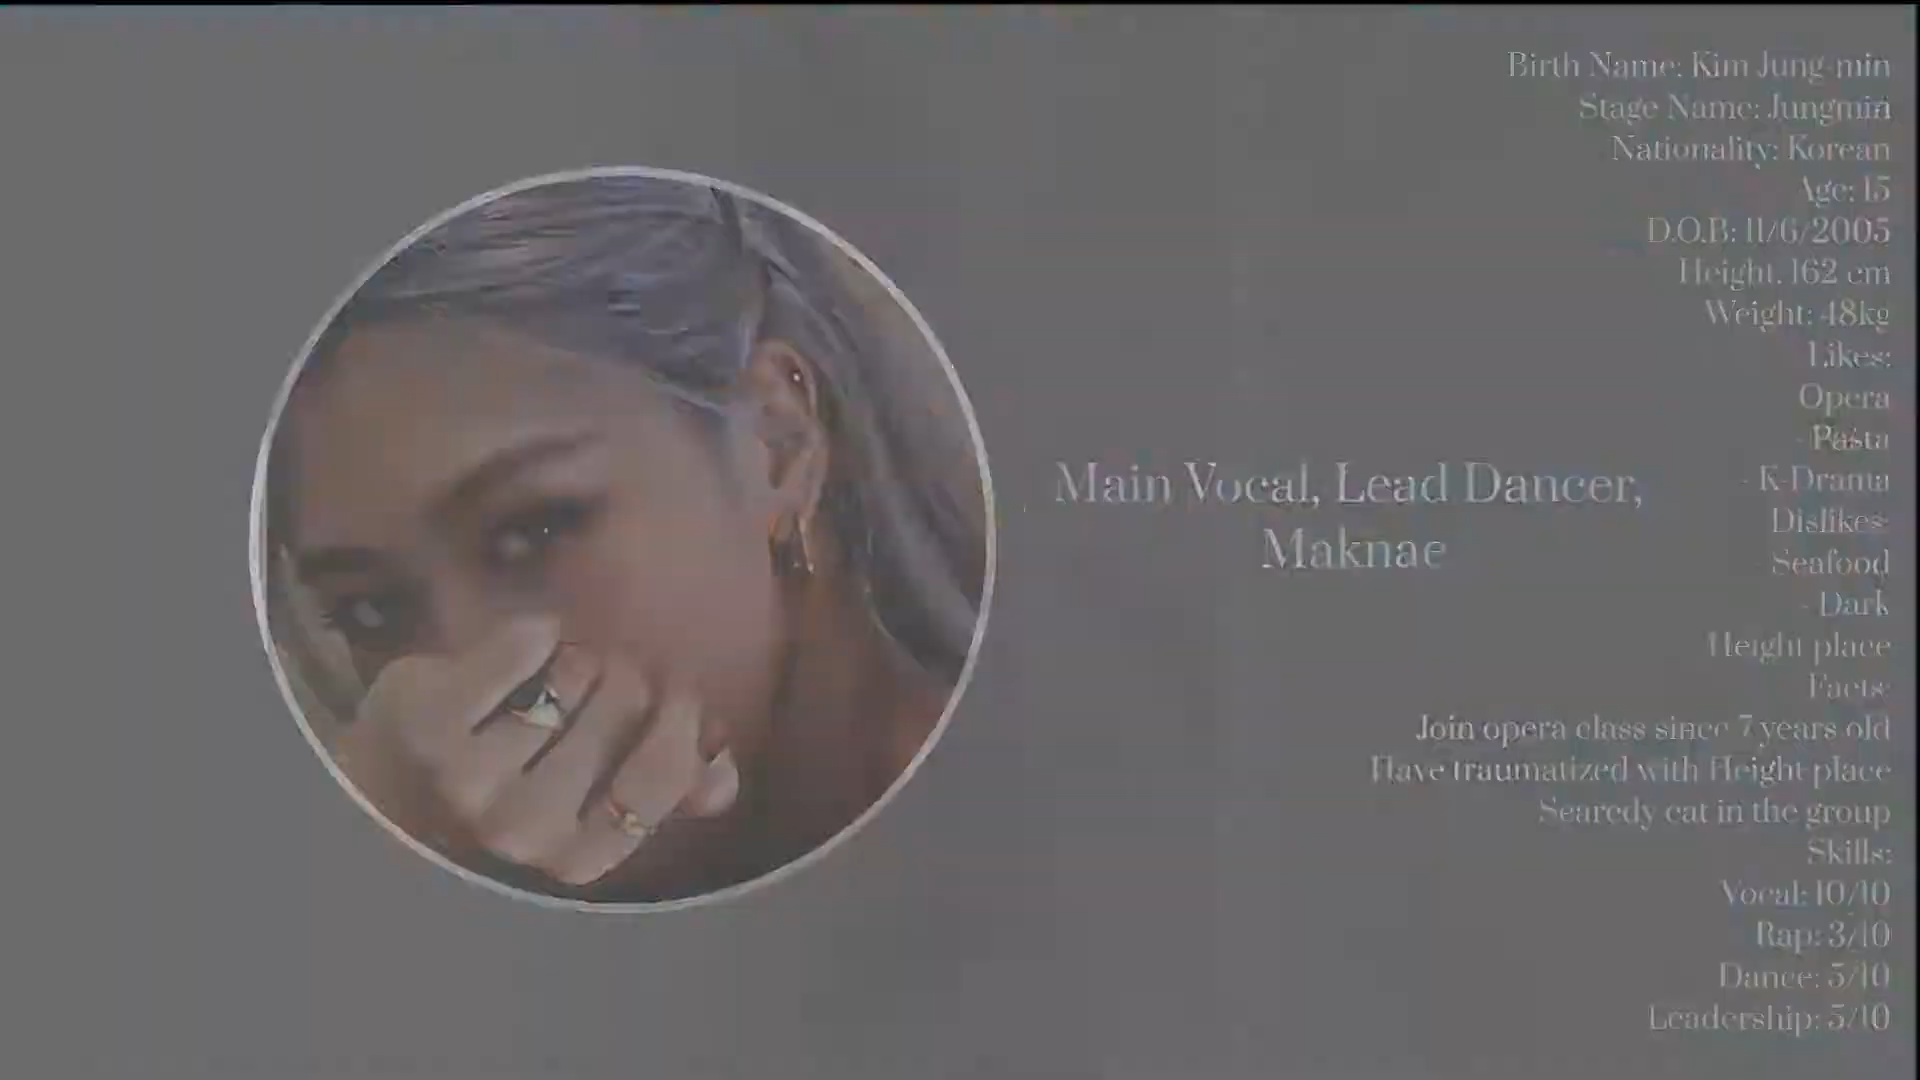 Birth Name: Kim Jung-min
Stage Name: Jungmin
Nationality: Korean
Age: 15
D.O.B: 11/6/2005
Height: 162 cm
Weight: 48kg
Likes:
Opera
- Pasta
- K-Drama
Dislikes:
Seafood
- Dark
Height place
Facts:
Join opera class since 7 years old
Have traumatized with Height place
Scaredy cat in the group
Skills:
Vocal: 10/10
Rap: 3/10
Dance: 5/10
Leadership: 5/10
Main Vocal, Lead Dancer,
Maknae